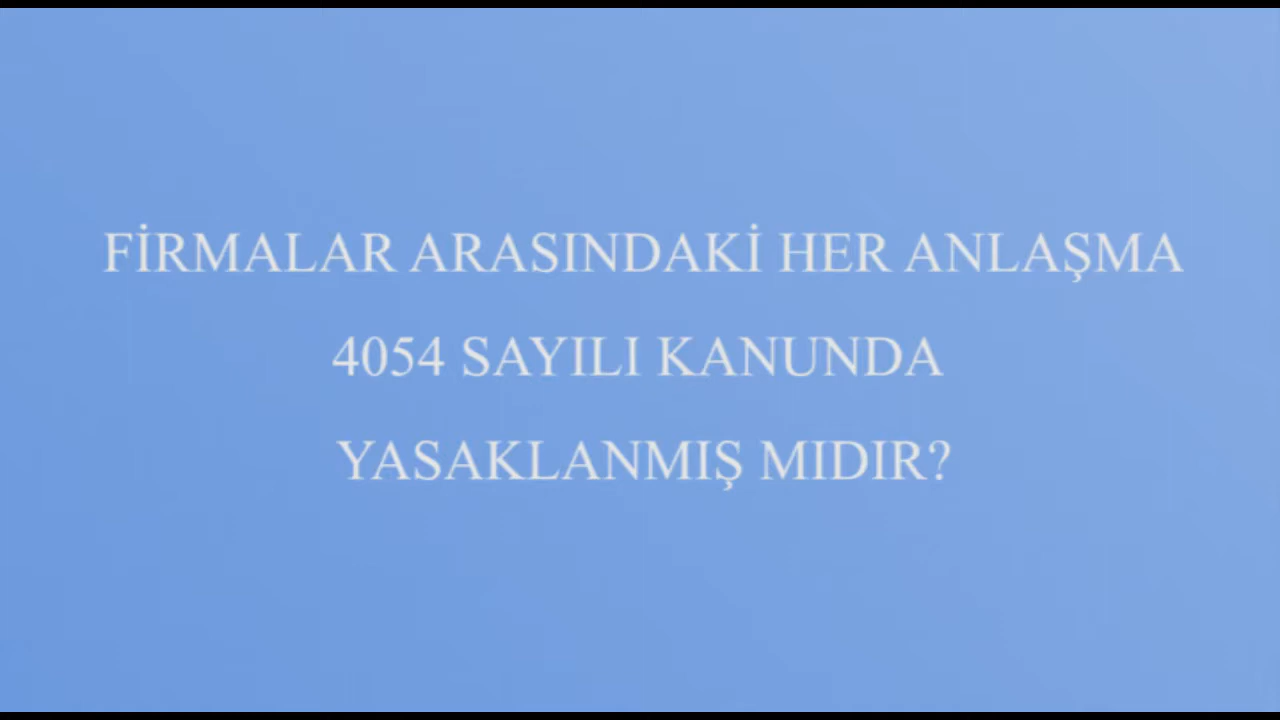 FİRMALAR ARASINDAKİ HER ANLAŞMA
4054 SAYILI KANUNDA
YASAKLANMIŞ MIDIR?